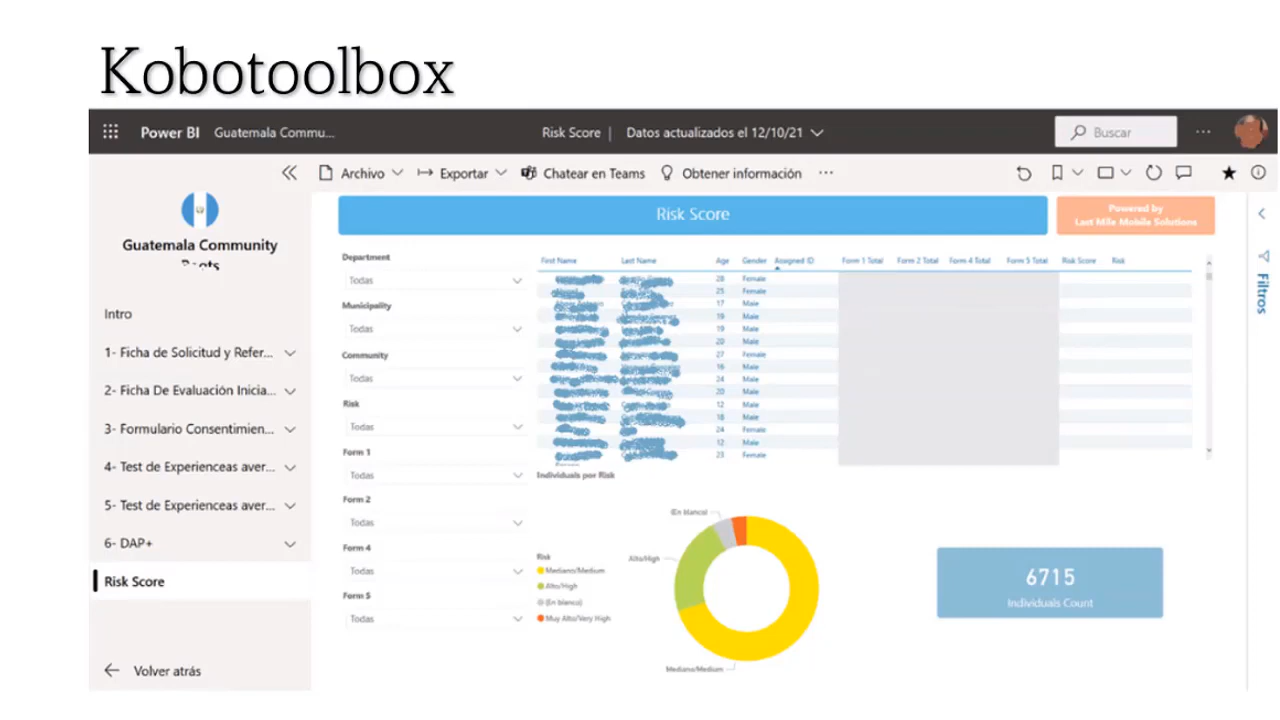 Kobotoolbox
Power BI Guatemala Commu...
Risk Score | Datos actualizados el 12/10/21
Buscar
Archivo Exportar Chatear en Teams Obtener información ...
Guatemala Community
Intro
1- Ficha de Solicitud y Refer...
2- Ficha De Evaluación Inicia...
3- Formulario Consentimien...
4- Test de Experienceas aver...
5- Test de Experienceas aver...
6- DAP+
Risk Score
Volver atrás
Risk Score
Powered by
Last Mile Mobile Solutions
Filtros
Department
Todas
Municipality
Todas
Community
Todas
Risk
Todas
Form 1
Todas
Form 2
Todas
Form 4
Todas
Form 5
Todas
First Name Last Name Age Gender Assigned ID Form 1 Total Form 2 Total Form 4 Total Form 5 Total Risk Score Risk
28 Female
25 Female
17 Male
Male
19 Male
20 Male
27 Female
16 Male
24 Male
20 Male
12 Male
18 Male
24 Female
12 Male
23 Female
Individuals por Risk
Risk
Mediano/Medium
Alto/High
(En blanco)
Muy Alto/Very High
(En blanco)
Alto/High
Mediano/Medium
6715
Individuals Count